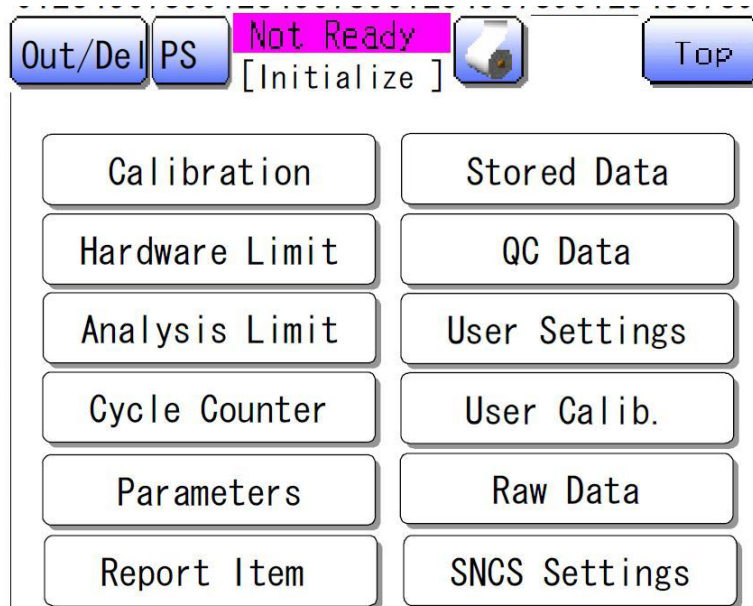 Out/Del PS Not Ready Top
[Initialize ]
Calibration Stored Data
Hardware Limit QC Data
Analysis Limit User Settings
Cycle Counter User Calib.
Parameters Raw Data
Report Item SNCS Settings